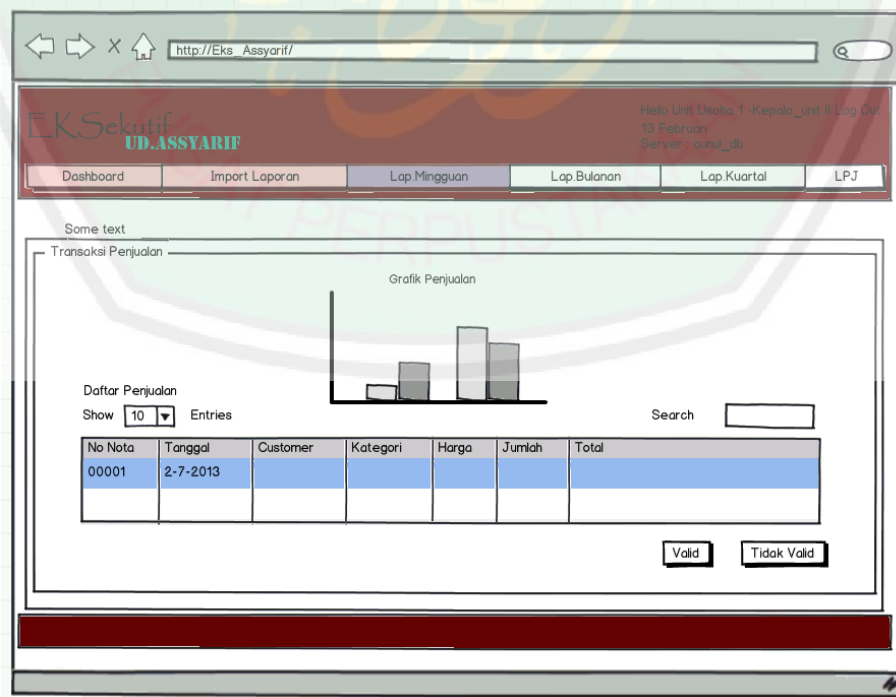 http://Eks_Assyarif/
Hello Unit Usaha 1 -Kepala_unit || Log Out
EKSekutif
13 Februari
UD.ASSYARIF
Server : aunul_db
Dashboard Import Laporan Lap.Mingguan Lap.Bulanan Lap.Kuartal LPJ
PERPUSTA
Some text
Transaksi Penjualan
Grafik Penjualan
Daftar Penjualan
Show 10 Entries Search
No Nota Tanggal Customer Kategori Harga Jumlah Total
00001 2-7-2013
Valid Tidak Valid